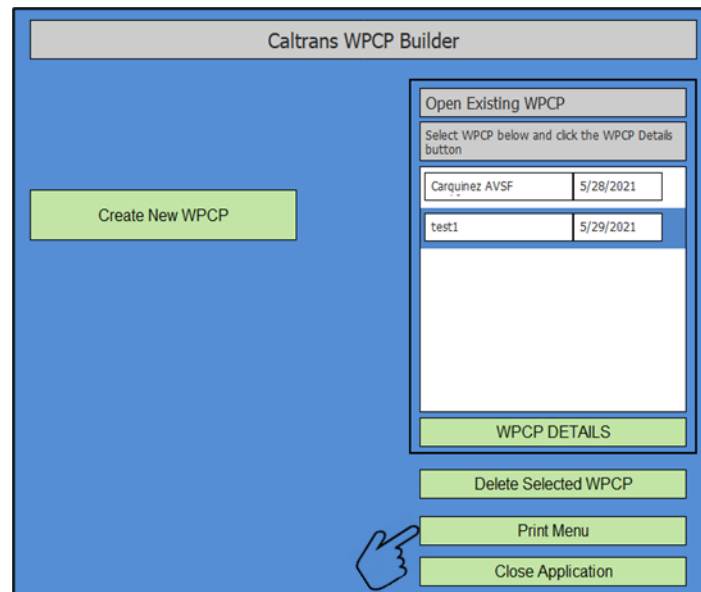 Caltrans WPCP Builder
Open Existing WPCP
Select WPCP below and click the WPCP Details
button
Carquinez AVSF 5/28/2021
Create New WPCP
test1 5/29/2021
WPCP DETAILS
Delete Selected WPCP
Print Menu
Close Application